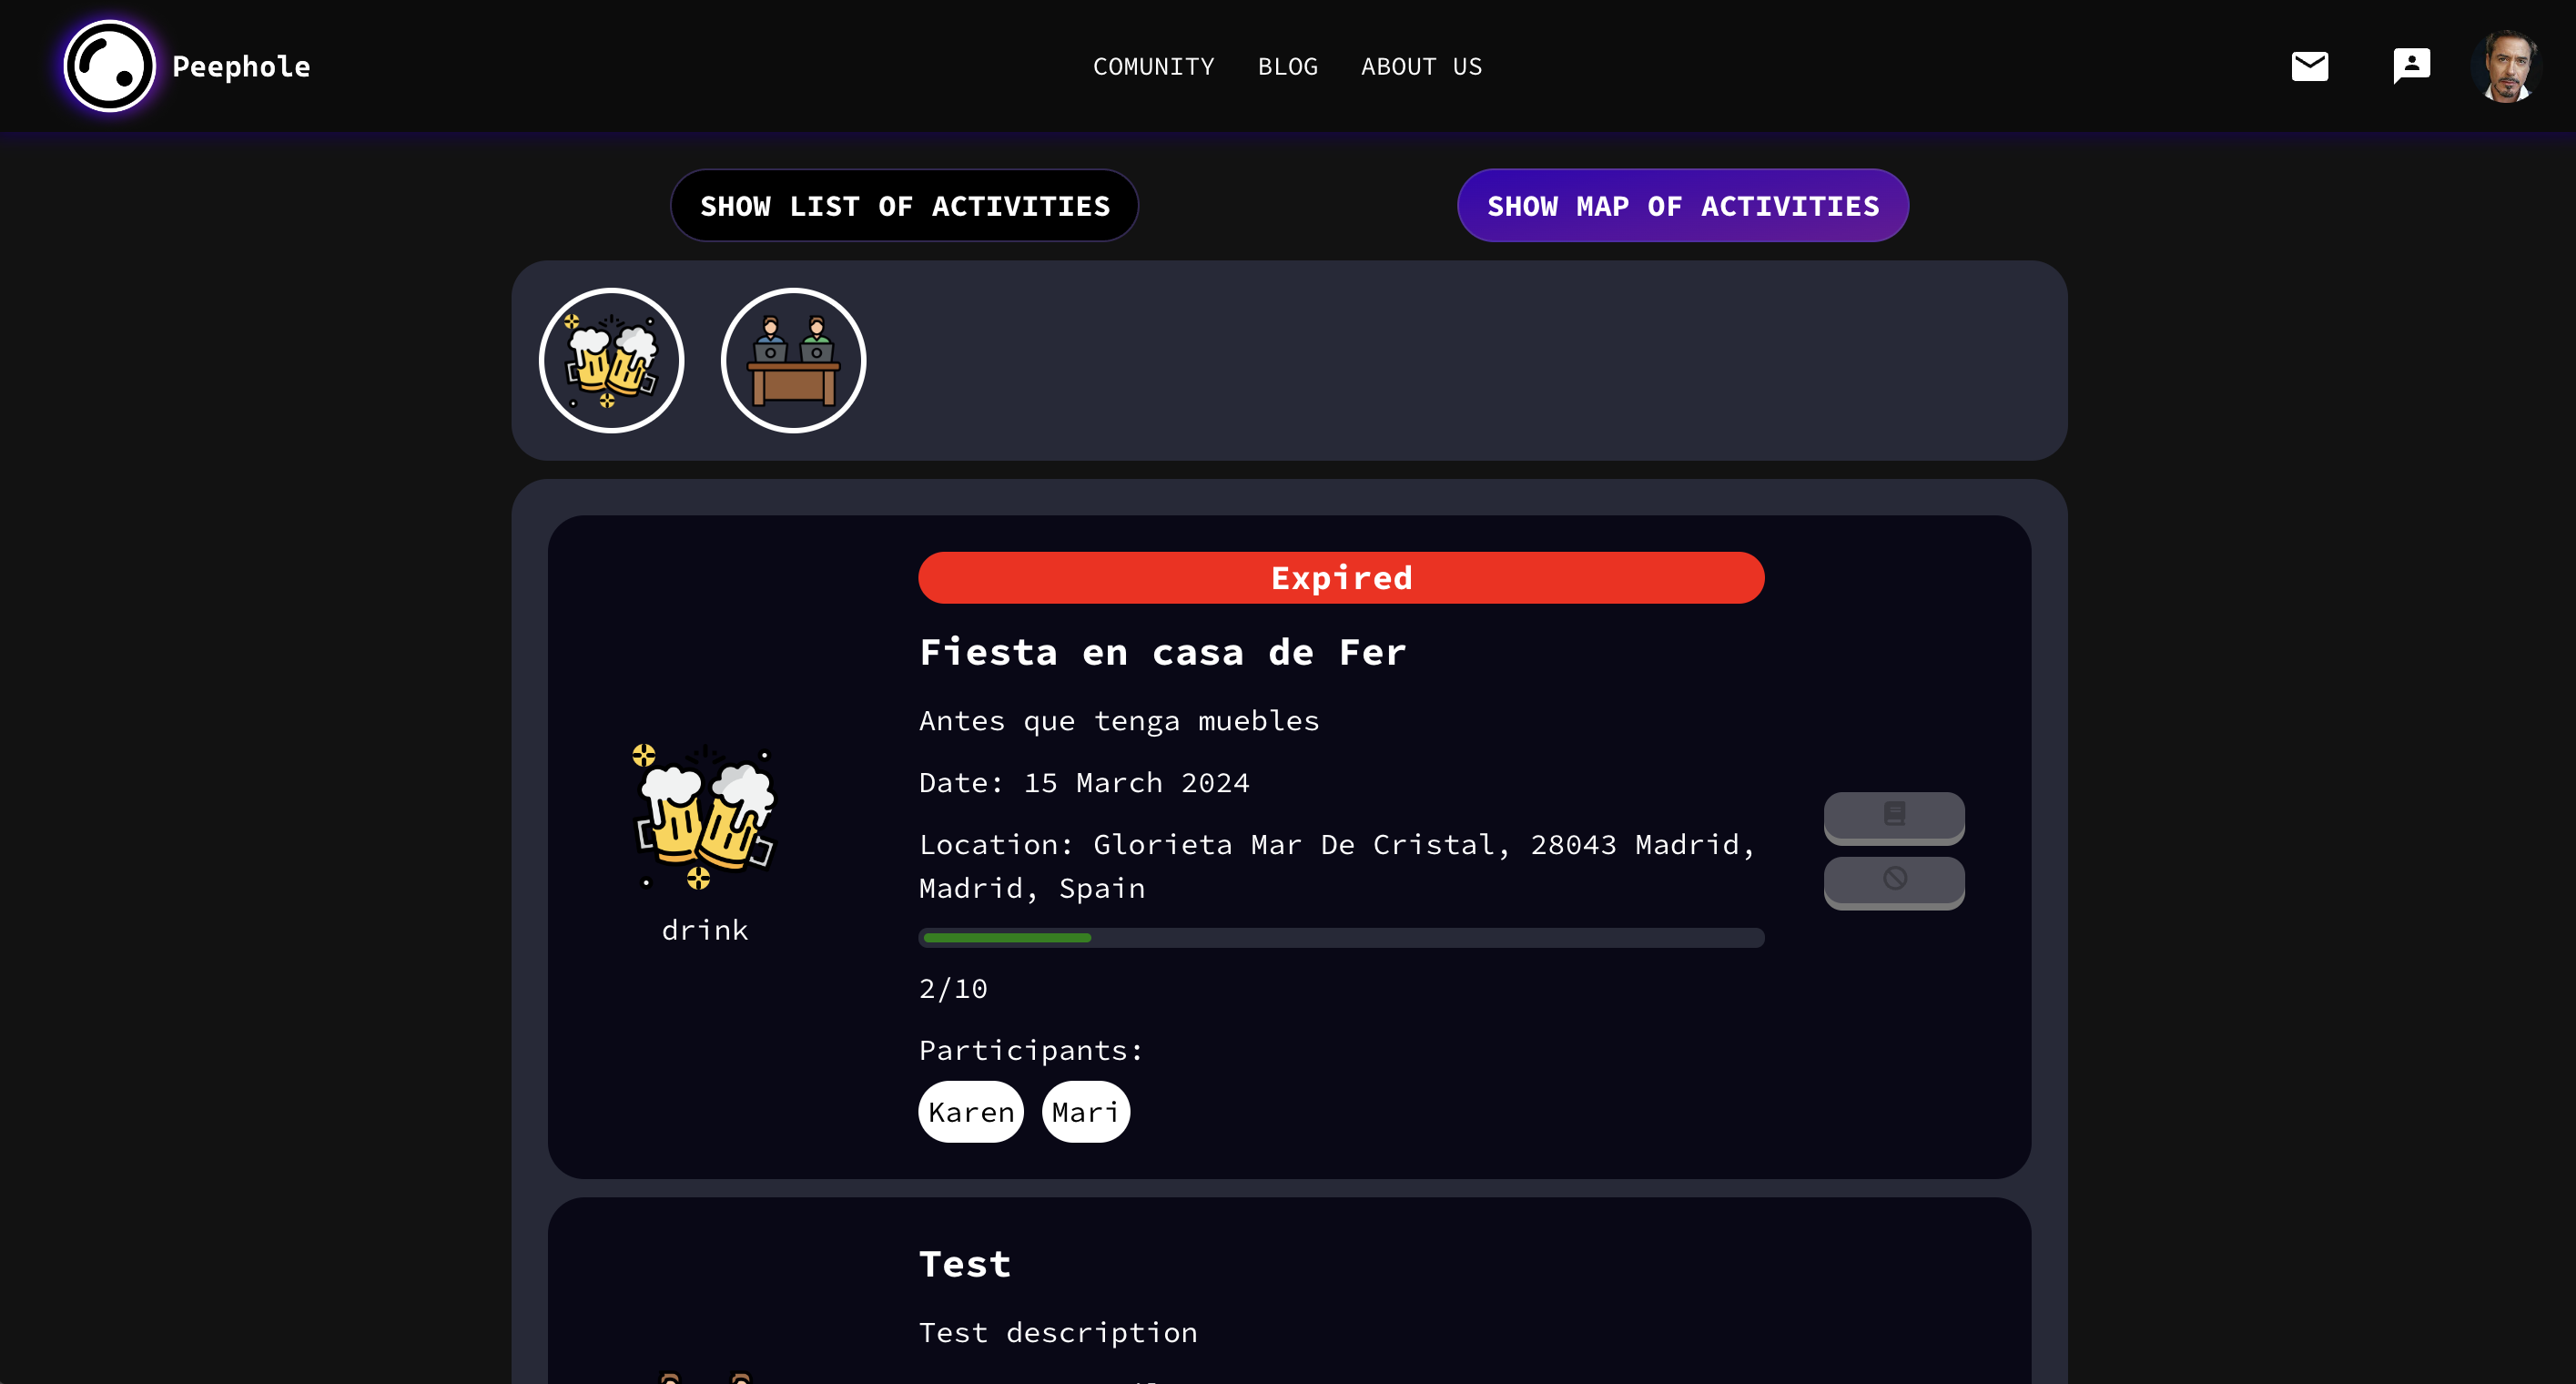 Peephole
COMUNITY
BLOG
ABOUT US
SHOW LIST OF ACTIVITIES
SHOW MAP OF ACTIVITIES
Expired
Fiesta en casa de Fer
Antes que tenga muebles
Date: 15 March 2024
Location: Glorieta Mar De Cristal, 28043 Madrid,
Madrid, Spain
drink
2/10
Participants:
Karen
Mari
Test
Test description